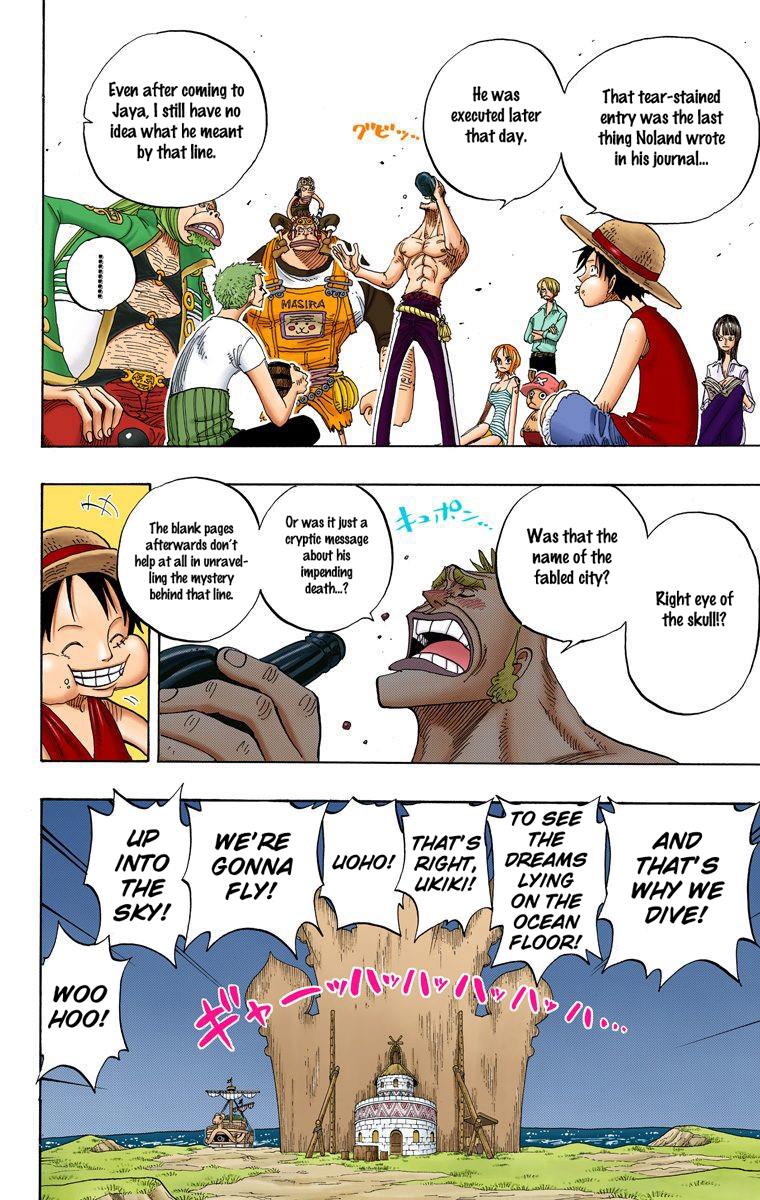 That tear-stained
entry was the last
thing Noland wrote
in his journal...
He was
executed later
that day.
グビッ...
Even after coming to
Jaya, I still have no
idea what he meant
by that line.
..........
MASIRA
Right eye of
the skull!?
Was that the
name of the
fabled city?
キュポン...
Or was it just a
cryptic message
about his
impending
death...?
The blank pages
afterwards don't
help at all in unravel-
ling the mystery
behind that line.
AND
THAT'S
WHY WE
DIVE!
TO SEE
THE
DREAMS
LYING
ON THE
OCEAN
FLOOR!
THAT'S
RIGHT,
UKIKI!
UOHO!
WE'RE
GONNA
FLY!
UP
INTO
THE
SKY!
WOO
HOO!
ギャーッハッハッハッハッハ...